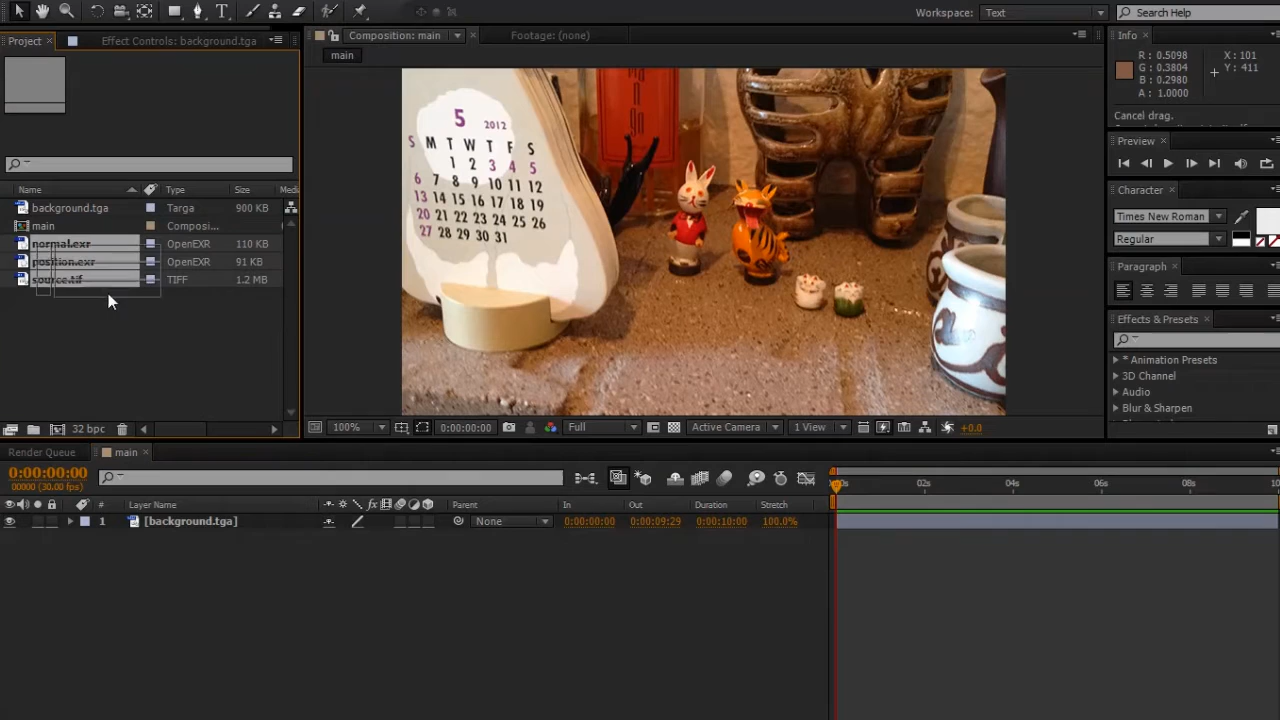 Workspace: Text
Search Help
Project
Effect Controls: background.tga
Composition: main
Footage: (none)
main
Info
R : 0.5098
G : 0.3804
B : 0.2980
A : 1.0000
X : 101
Y : 411
Cancel drag.
Preview
Character
Times New Roman
Regular
Paragraph
Effects & Presets
* Animation Presets
3D Channel
Audio
Blur & Sharpen
Name
Type
Size
Media
background.tga
Targa
900 KB
main
Composi...
normal.exr
OpenEXR
110 KB
position.exr
OpenEXR
91 KB
source.tif
TIFF
1.2 MB
32 bpc
5 2012
S M T W T F S
1 2 3 4 5
6 7 8 9 10 11 12
13 14 15 16 17 18 19
20 21 22 23 24 25 26
27 28 29 30 31
100%
0:00:00:00
Full
Active Camera
1 View
+0.0
Render Queue
main
0:00:00:00
00000 (30.00 fps)
02s
04s
06s
08s
10
# Layer Name
Parent
In
Out
Duration
Stretch
1
[background.tga]
None
0:00:00:00
0:00:09:29
0:00:10:00
100.0%